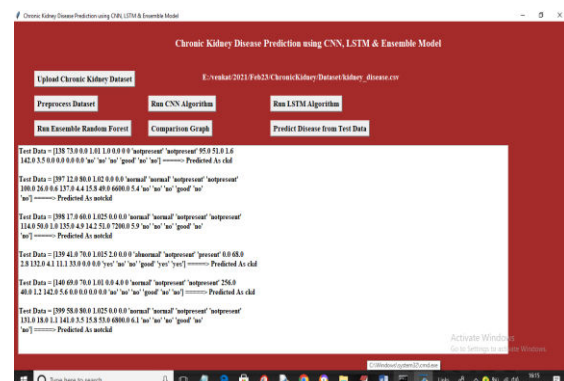 Chronic Kidney Disease Prediction using CNN, LSTM & Ensemble Model
Chronic Kidney Disease Prediction using CNN, LSTM & Ensemble Model
Upload Chronic Kidney Dataset
E:/venkat/2021/Feb23/ChronicKidney/Dataset/kidney_disease.csv
Preprocess Dataset
Run CNN Algorithm
Run LSTM Algorithm
Run Ensemble Random Forest
Comparison Graph
Predict Disease from Test Data
Test Data = [138 73.0 0.0 1.01 1.0 0.0 0 0 'notpresent' 'notpresent' 95.0 51.0 1.6
142.0 3.5 0.0 0.0 0.0 0.0 'no' 'no' 'no' 'good' 'no' 'no'] =====> Predicted As ckd
Test Data = [397 12.0 80.0 1.02 0.0 0.0 'normal' 'normal' 'notpresent' 'notpresent'
100.0 26.0 0.6 137.0 4.4 15.8 49.0 6600.0 5.4 'no' 'no' 'no' 'good' 'no'
'no'] =====> Predicted As notckd
Test Data = [398 17.0 60.0 1.025 0.0 0.0 'normal' 'normal' 'notpresent' 'notpresent'
114.0 50.0 1.0 135.0 4.9 14.2 51.0 7200.0 5.9 'no' 'no' 'no' 'good' 'no'
'no'] =====> Predicted As notckd
Test Data = [139 41.0 70.0 1.015 2.0 0.0 0 'abnormal' 'notpresent' 'present' 0.0 68.0
2.8 132.0 4.1 11.1 33.0 0.0 0.0 'yes' 'no' 'no' 'good' 'yes' 'yes'] =====> Predicted As ckd
Test Data = [140 69.0 70.0 1.01 0.0 4.0 0 'normal' 'notpresent' 'notpresent' 256.0
40.0 1.2 142.0 5.6 0.0 0.0 0.0 0.0 'no' 'no' 'no' 'good' 'no' 'no'] =====> Predicted As ckd
Test Data = [399 58.0 80.0 1.025 0.0 0.0 'normal' 'normal' 'notpresent' 'notpresent'
131.0 18.0 1.1 141.0 3.5 15.8 53.0 6800.0 6.1 'no' 'no' 'no' 'good' 'no'
'no'] =====> Predicted As notckd
Activate Windows
Go to Settings to activate Windows.
C:\Windows\system32\cmd.exe
Type here to search
Links
16:15